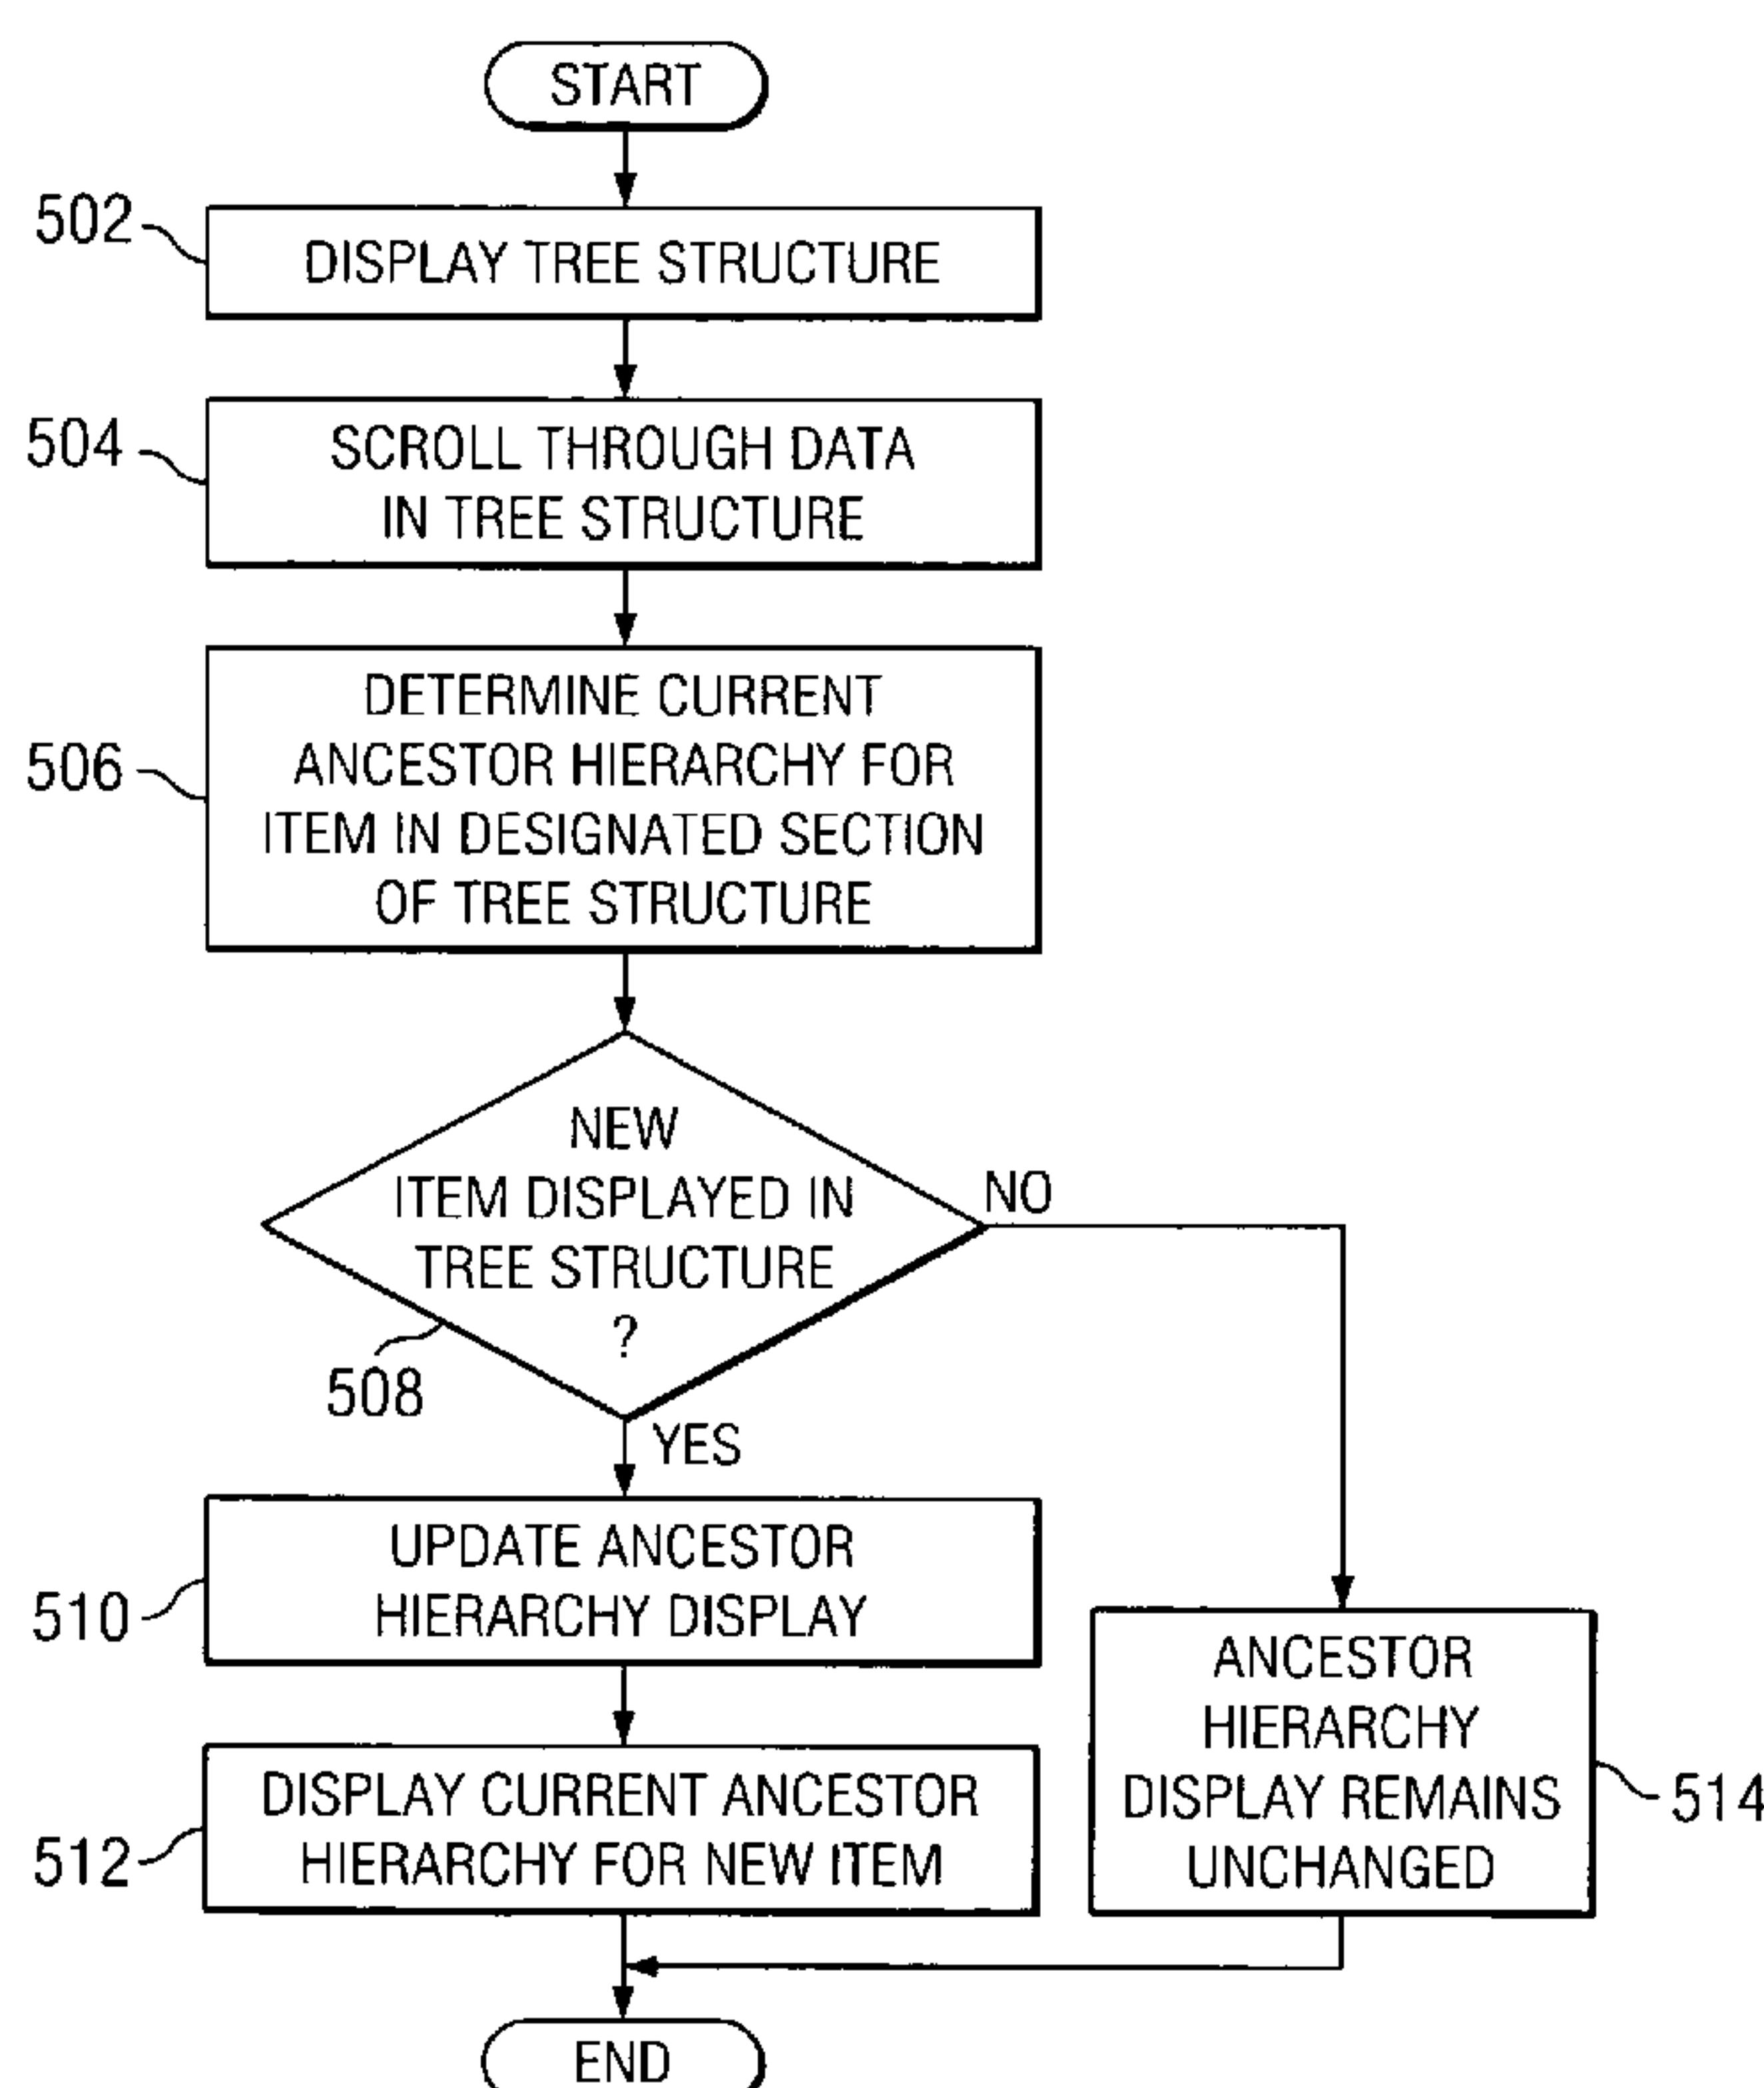 START
502
DISPLAY TREE STRUCTURE
504
SCROLL THROUGH DATA
IN TREE STRUCTURE
506
DETERMINE CURRENT
ANCESTOR HIERARCHY FOR
ITEM IN DESIGNATED SECTION
OF TREE STRUCTURE
NEW
ITEM DISPLAYED IN
TREE STRUCTURE
?
NO
508
YES
510
UPDATE ANCESTOR
HIERARCHY DISPLAY
512
DISPLAY CURRENT ANCESTOR
HIERARCHY FOR NEW ITEM
ANCESTOR
HIERARCHY
DISPLAY REMAINS
UNCHANGED
514
END